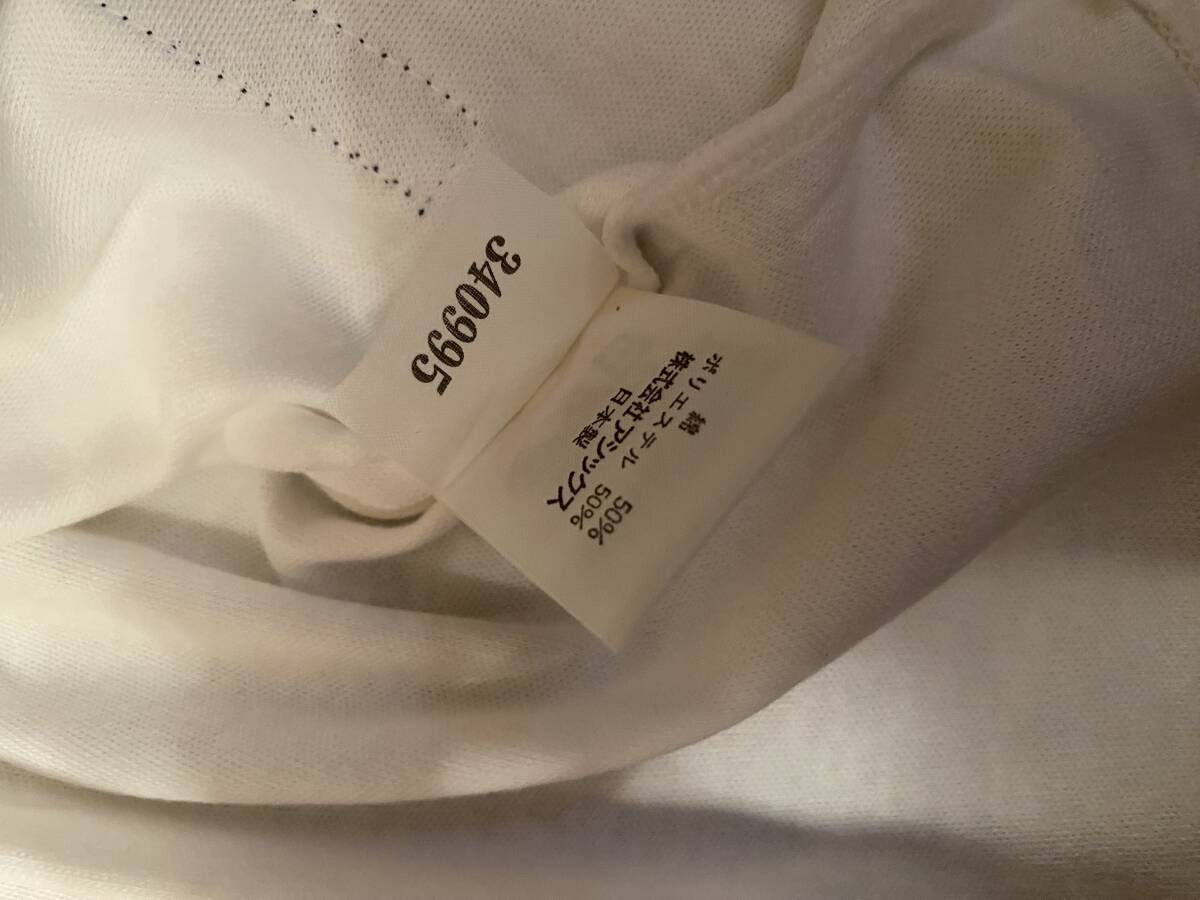 340995
綿 50%
ポリエステル 50%
株式会社アシックス
日本製